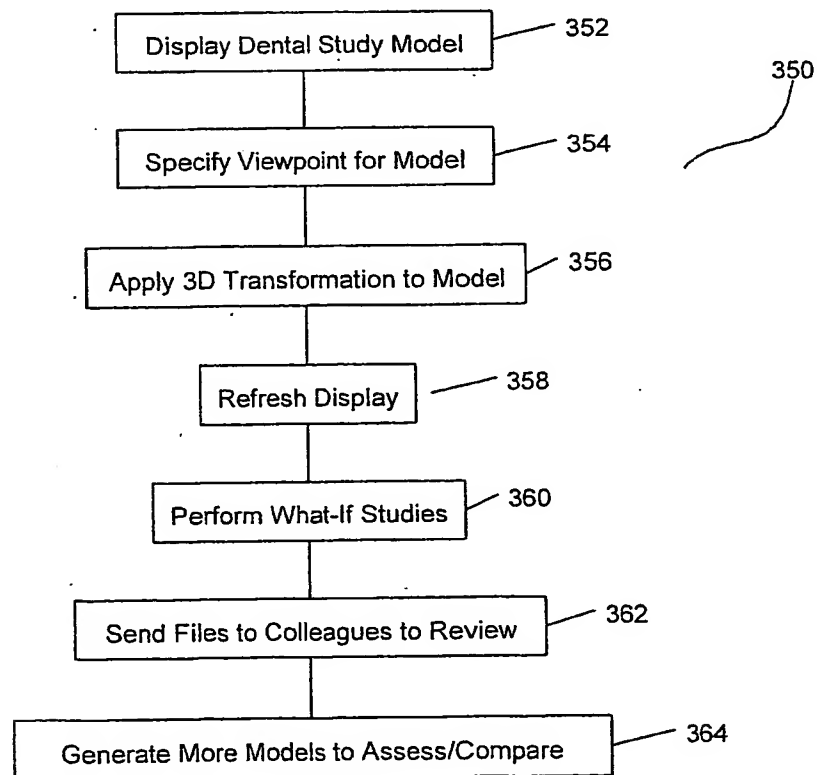 Display Dental Study Model
352
350
Specify Viewpoint for Model
354
Apply 3D Transformation to Model
356
Refresh Display
358
Perform What-If Studies
360
Send Files to Colleagues to Review
362
Generate More Models to Assess/Compare
364